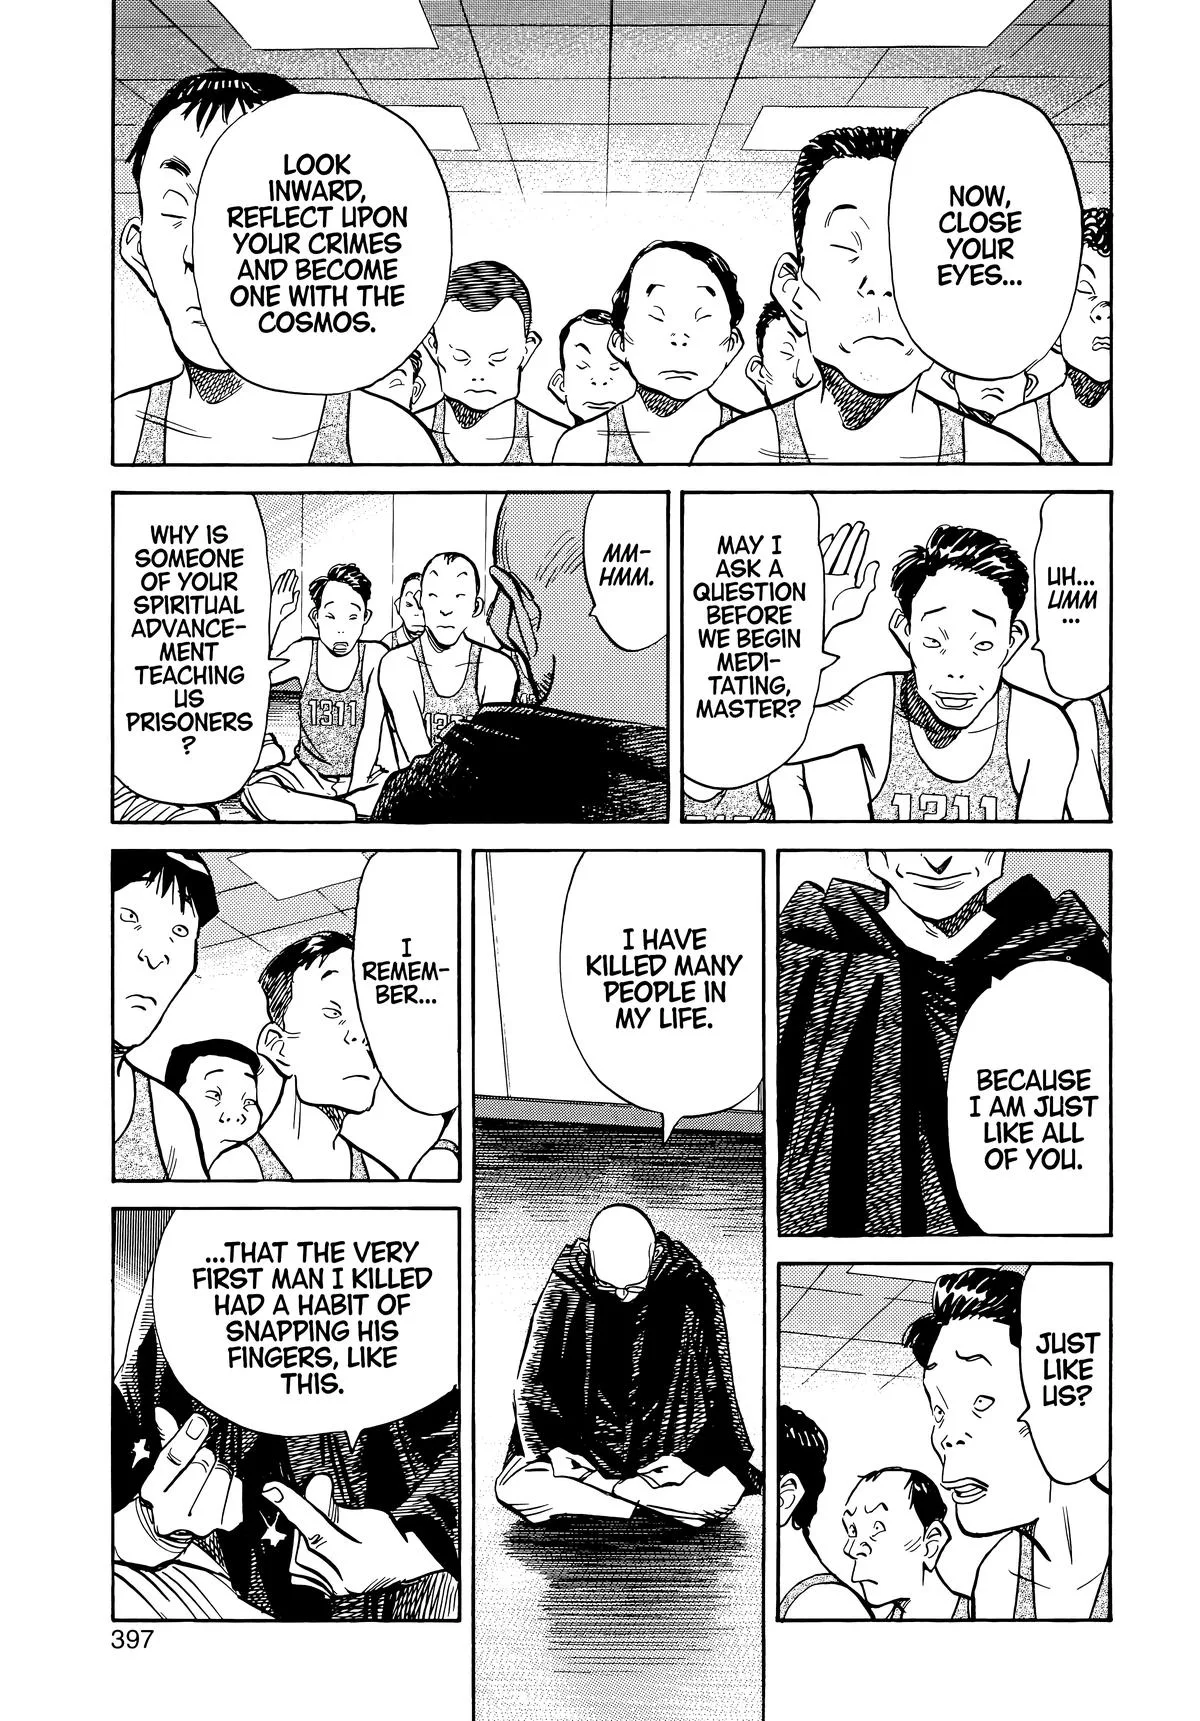 NOW,
CLOSE
YOUR
EYES...
LOOK
INWARD,
REFLECT UPON
YOUR CRIMES
AND BECOME
ONE WITH THE
COSMOS.
UH...
UMM
...
MAY I
ASK A
QUESTION
BEFORE
WE BEGIN
MEDI-
TATING,
MASTER?
1311
MM-
HMM.
WHY IS
SOMEONE
OF YOUR
SPIRITUAL
ADVANCE-
MENT
TEACHING
US
PRISONERS
?
1311
BECAUSE
I AM JUST
LIKE ALL
OF YOU.
JUST
LIKE
US?
I HAVE
KILLED MANY
PEOPLE IN
MY LIFE.
I
REMEM-
BER...
...THAT THE VERY
FIRST MAN I KILLED
HAD A HABIT OF
SNAPPING HIS
FINGERS, LIKE
THIS.
397